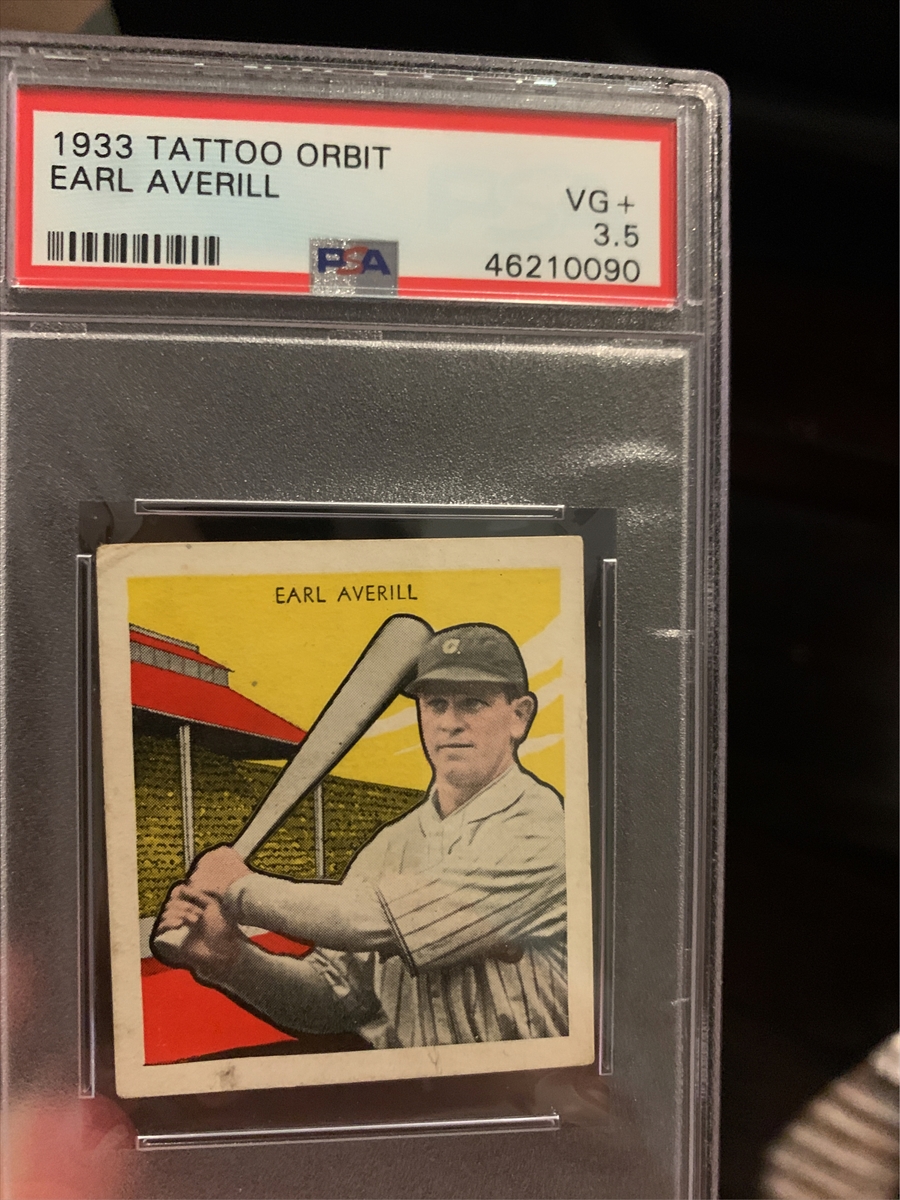 1933 TATTOO ORBIT
EARL AVERILL
VG+
3.5
PSA
46210090
EARL AVERILL
C